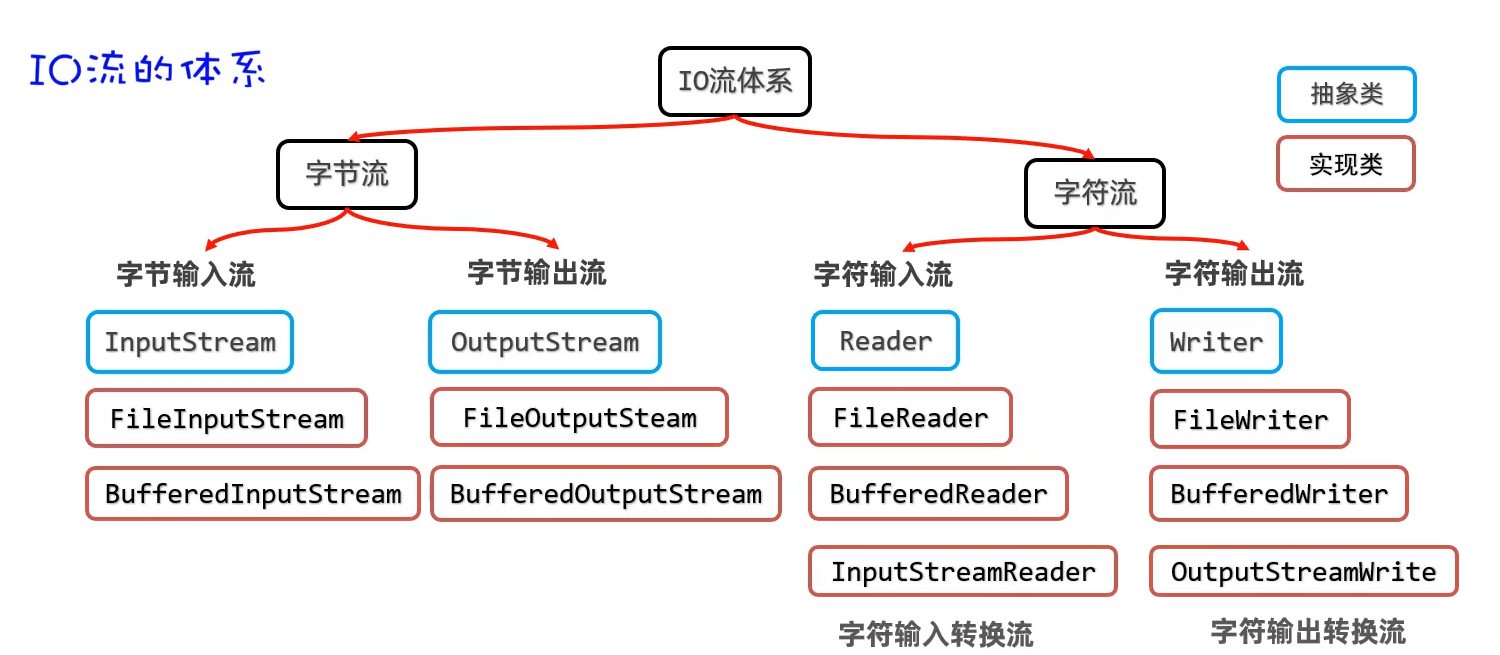 IO流的体系
IO流体系
抽象类
实现类
字节流
字符流
字节输入流
字节输出流
字符输入流
字符输出流
InputStream
OutputStream
Reader
Writer
FileInputStream
FileOutputSteam
FileReader
FileWriter
BufferedInputStream
BufferedOutputStream
BufferedReader
BufferedWriter
InputStreamReader
OutputStreamWrite
字符输入转换流
字符输出转换流